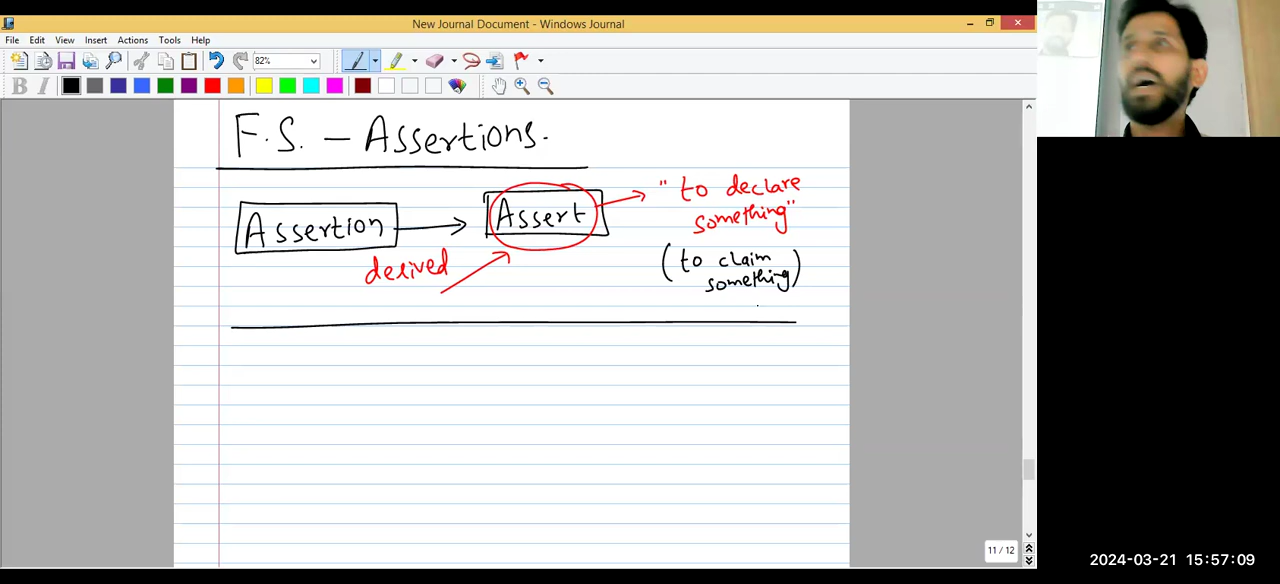 New Journal Document - Windows Journal
File Edit View Insert Actions Tools Help
82%
B I
F.S. - Assertions.
Assertion
Assert
"to declare
something"
derived
(to claim
something)
11 / 12
2024-03-21 15:57:09